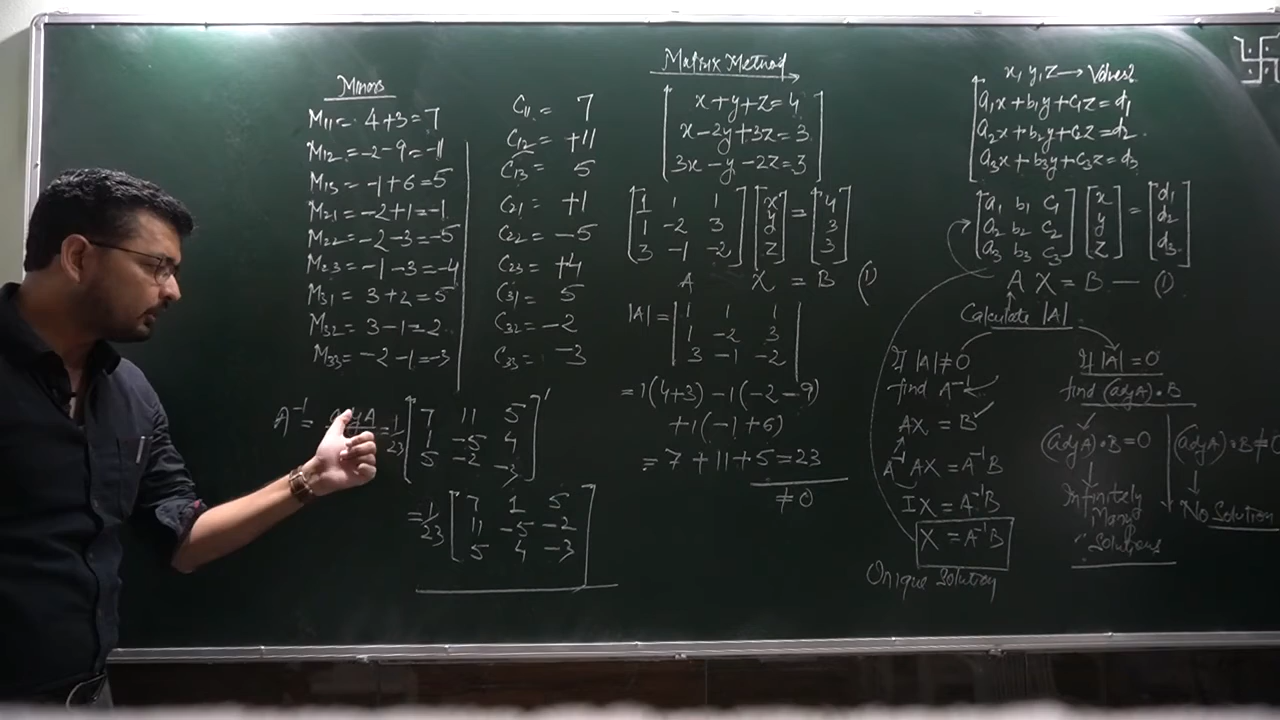 Minors
M11 = 4+3 = 7
M12 = -2-9 = -11
M13 = -1+6 = 5
M21 = -2+1 = -1
M22 = -2-3 = -5
M23 = -1-3 = -4
M31 = 3+2 = 5
M32 = 3-1 = 2
M33 = -2-1 = -3
C11 = 7
C12 = +11
C13 = 5
C21 = +1
C22 = -5
C23 = +4
C31 = 5
C32 = -2
C33 = -3
A⁻¹ = adjA = 1/23 [7 11 5
1 -5 4
5 -2 -3]'
= 1/23 [7 1 5
11 -5 -2
5 4 -3]
Matrix Method
x+y+z=4
x-2y+3z=3
3x-y-2z=3
[1 1 1 [x = [4
1 -2 3 y 3
3 -1 -2] z] 3]
A X = B (1)
|A| = |1 1 1
1 -2 3
3 -1 -2|
= 1(4+3) -1(-2-9)
+1(-1+6)
= 7+11+5=23
≠0
x, y, z → Values?
a1x+b1y+c1z=d1
a2x+b2y+c2z=d2
a3x+b3y+c3z=d3
[a1 b1 c1 [x = [d1
a2 b2 c2 y d2
a3 b3 c3] z] d3]
A X = B — (1)
Calculate |A|
If |A|≠0
find A⁻¹
AX = B
A⁻¹AX = A⁻¹B
IX = A⁻¹B
X = A⁻¹B
Unique Solution
If |A|=0
find (adjA)·B
(adjA)·B=0
Infinitely
Many
Solutions
(adjA)·B≠0
No Solution